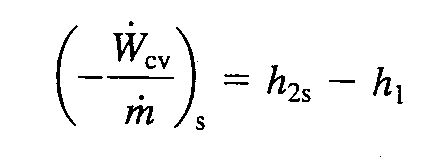 (-Ẇcv/ṁ)s = h2s - h1